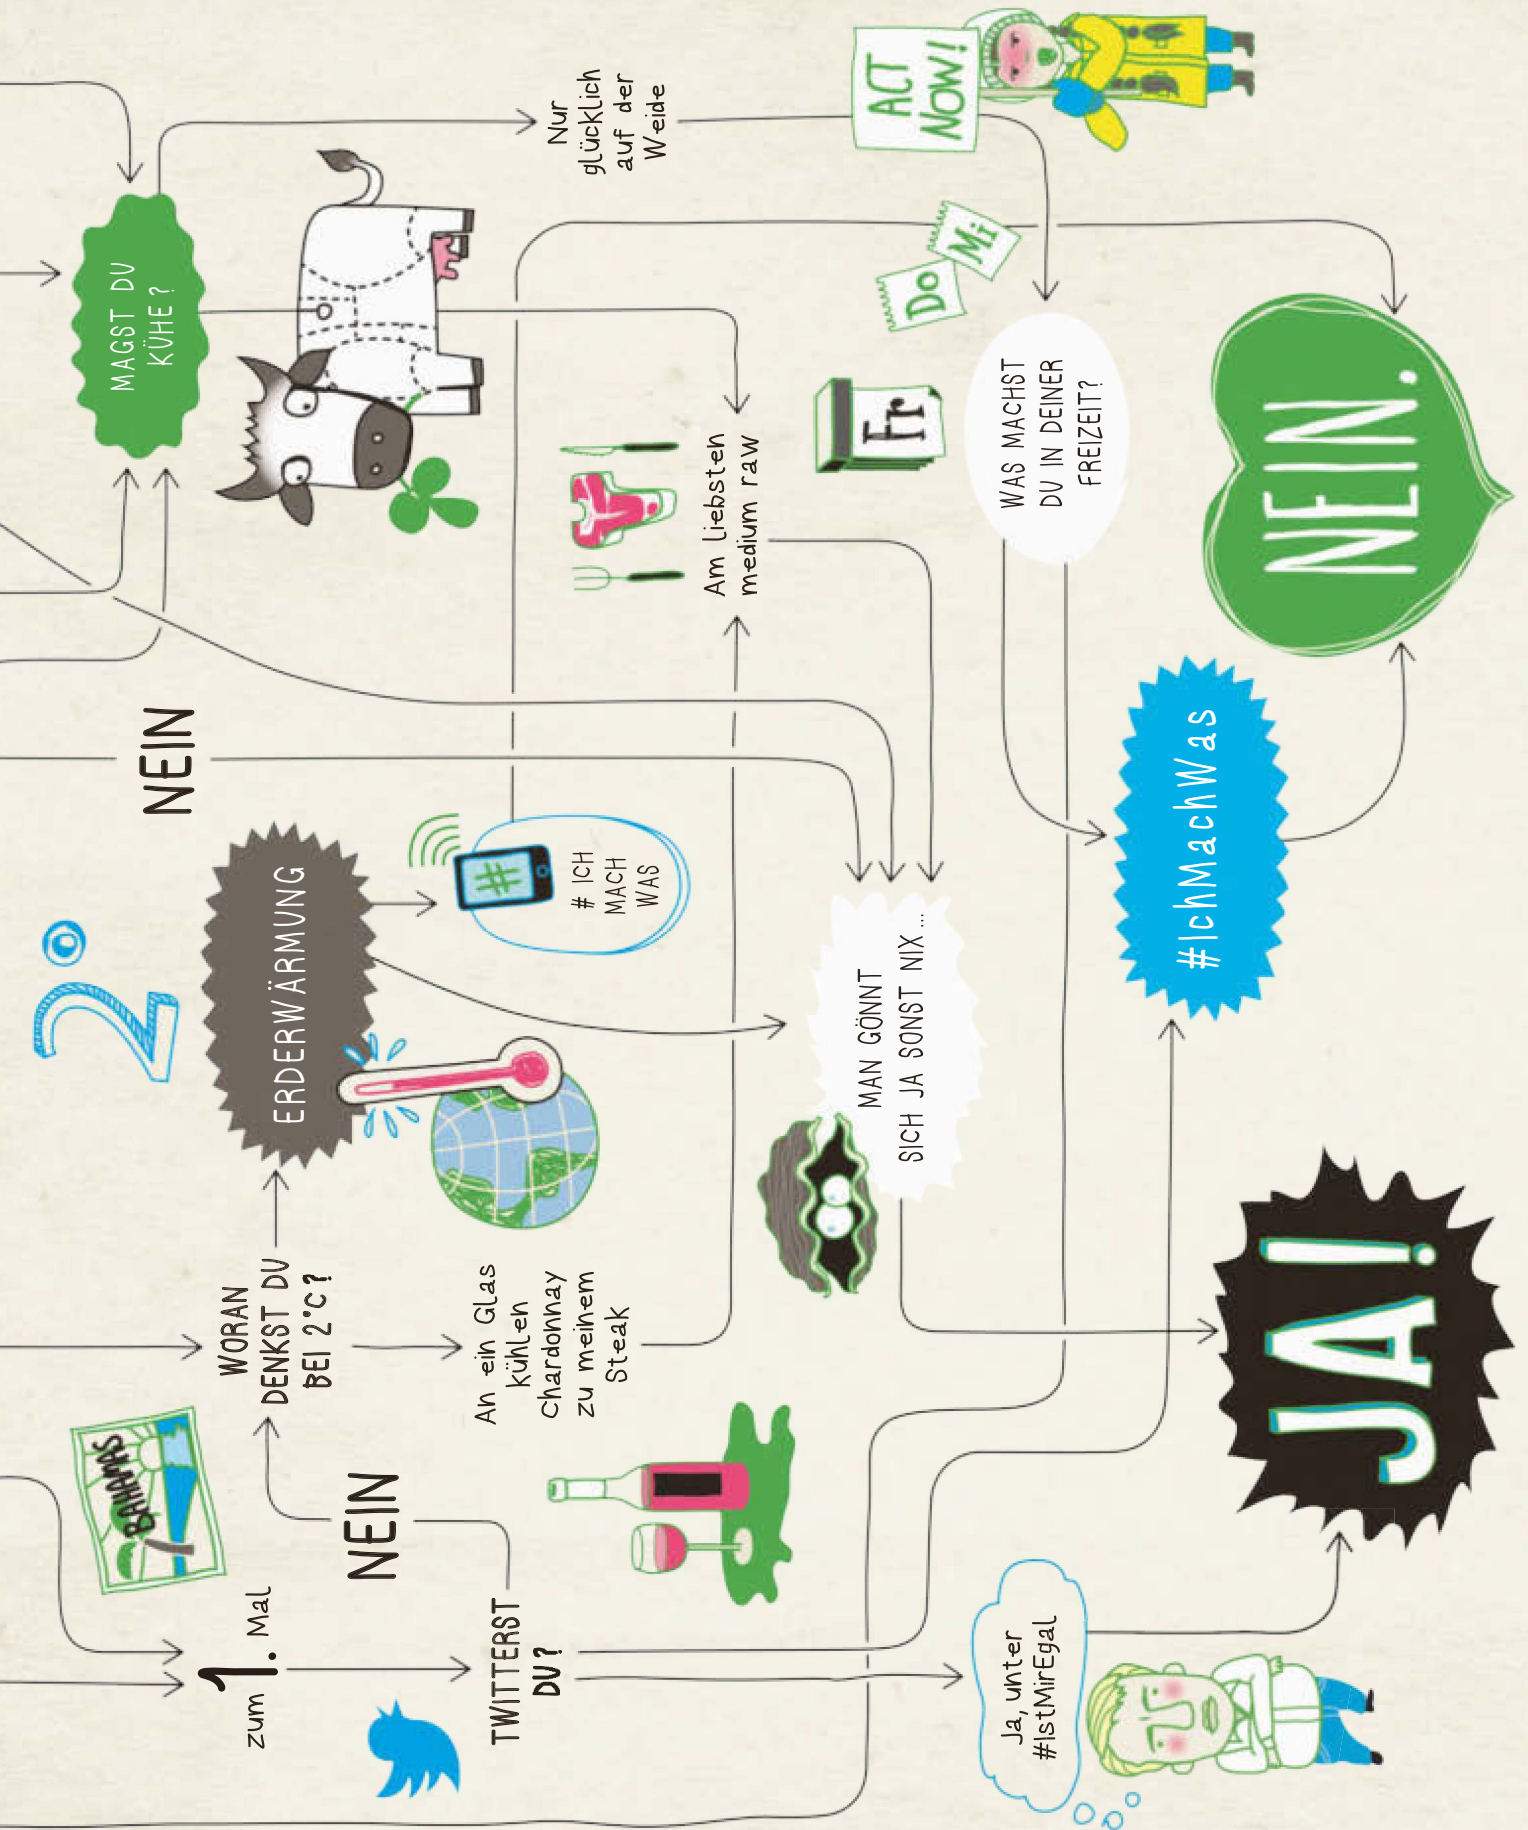 zum 1. Mal
TWITTERST
DU?
NEIN
BAHAMAS
WORAN
DENKST DU
BEI 2°C?
An ein Glas
kühlen
Chardonnay
zu meinem
Steak
2°
ERDERWÄRMUNG
#
# ICH
MACH
WAS
NEIN
MAGST DU
KÜHE?
Nur
glücklich
auf der
Weide
Am liebsten
medium raw
ACT
NOW!
Do
Mi
Fr
WAS MACHST
DU IN DEINER
FREIZEIT?
MAN GÖNNT
SICH JA SONST NIX...
Ja, unter
#IstMirEgal
#IchMachWas
JA!
NEIN.